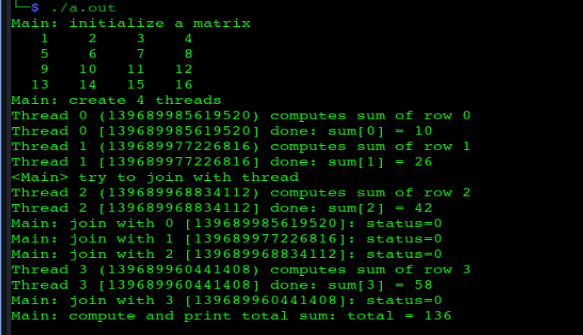 └─$ ./a.out
Main: initialize a matrix
1 2 3 4
5 6 7 8
9 10 11 12
13 14 15 16
Main: create 4 threads
Thread 0 (139689985619520) computes sum of row 0
Thread 0 [139689985619520] done: sum[0] = 10
Thread 1 (139689977226816) computes sum of row 1
Thread 1 [139689977226816] done: sum[1] = 26
<Main> try to join with thread
Thread 2 (139689968834112) computes sum of row 2
Thread 2 [139689968834112] done: sum[2] = 42
Main: join with 0 [139689985619520]: status=0
Main: join with 1 [139689977226816]: status=0
Main: join with 2 [139689968834112]: status=0
Thread 3 (139689960441408) computes sum of row 3
Thread 3 [139689960441408] done: sum[3] = 58
Main: join with 3 [139689960441408]: status=0
Main: compute and print total sum: total = 136